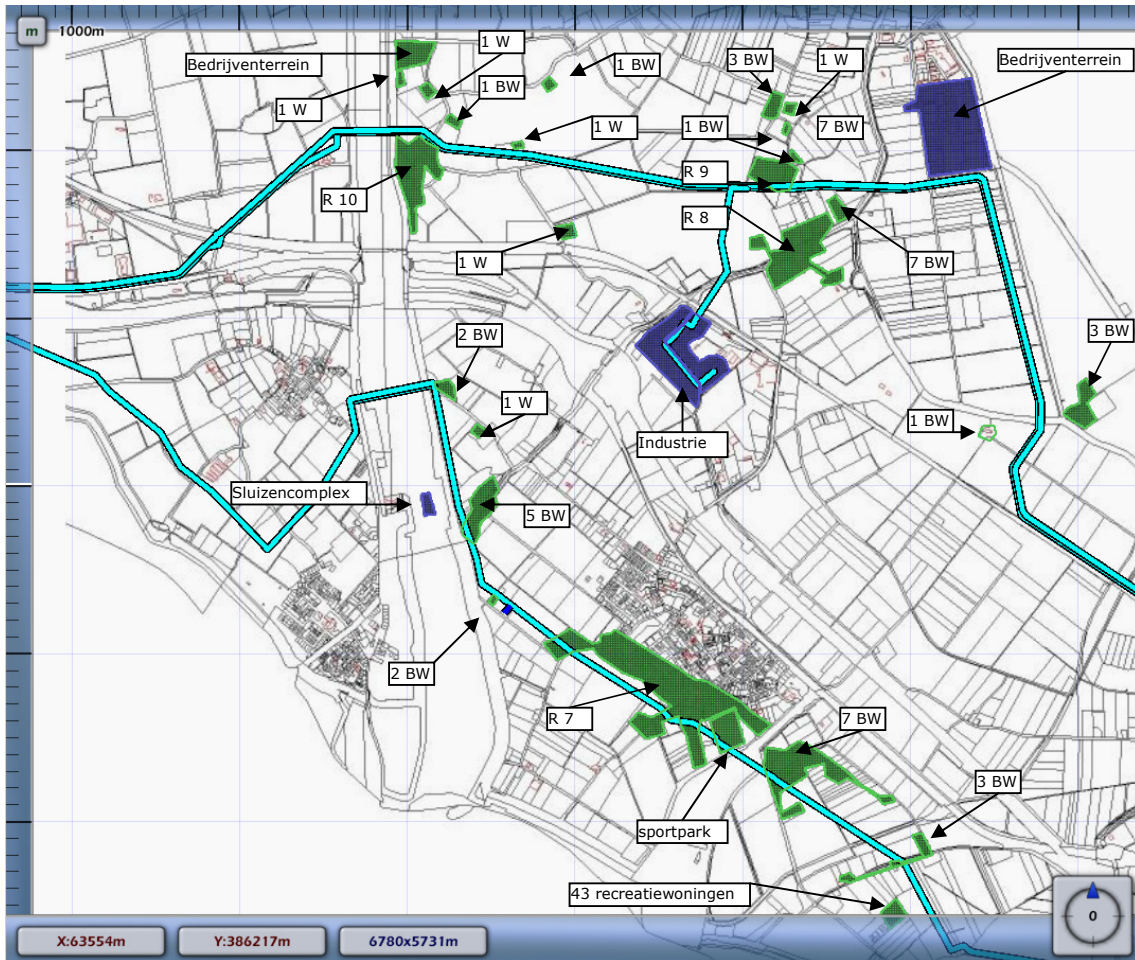 m
1000m
1 W
3 BW
1 W
Bedrijventerrein
Bedrijventerrein
1 BW
1 BW
1 W
1 W
1 BW
7 BW
R 9
R 10
R 8
1 W
7 BW
2 BW
3 BW
1 W
1 BW
Industrie
Sluizencomplex
5 BW
2 BW
R 7
7 BW
3 BW
sportpark
43 recreatiewoningen
0
X:63554m
Y:386217m
6780x5731m